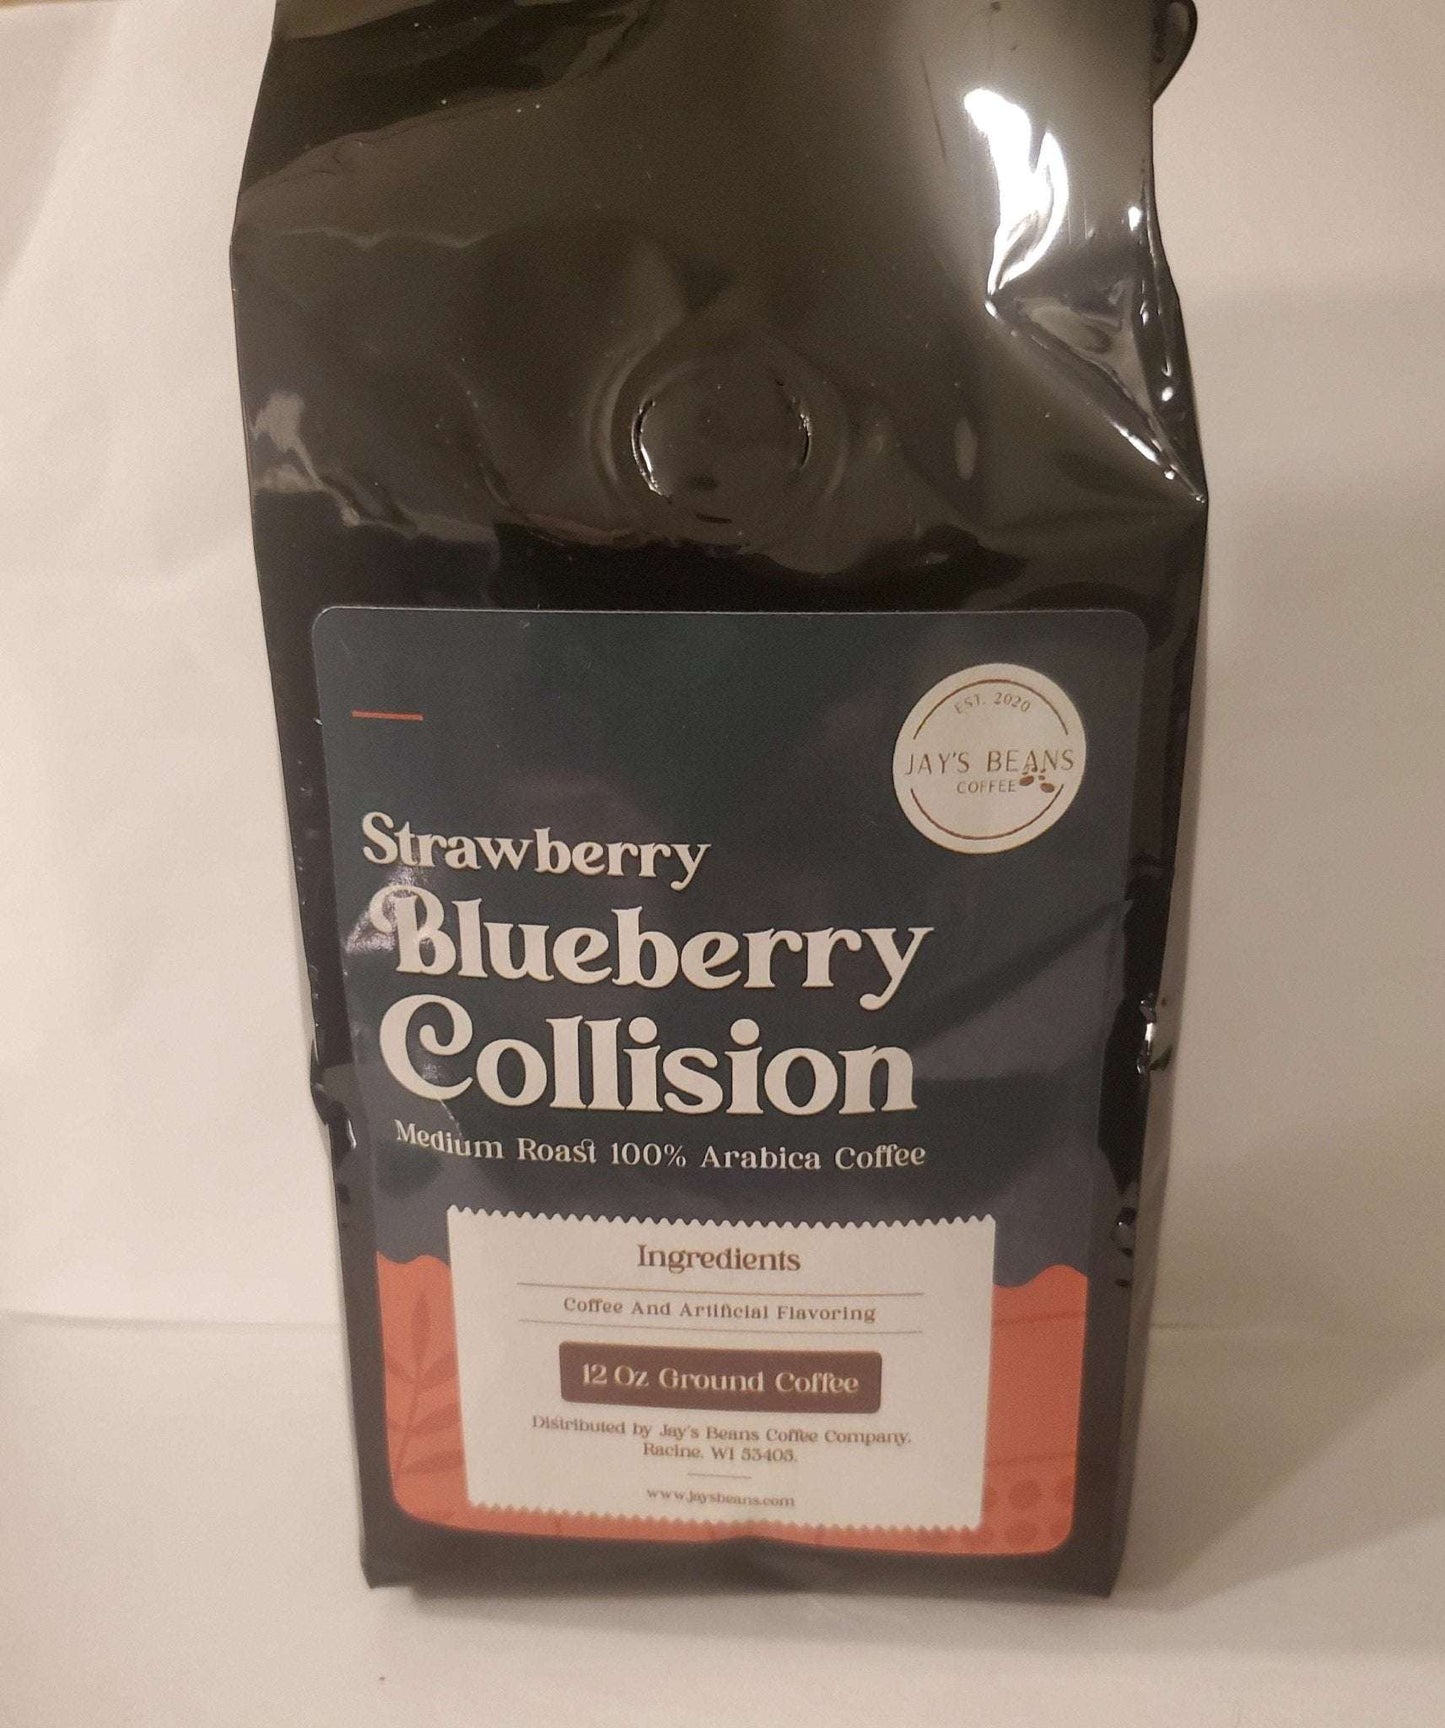 EST. 2020
JAY'S BEANS
COFFEE
Strawberry
Blueberry
Collision
Medium Roast 100% Arabica Coffee
Ingredients
Coffee And Artificial Flavoring
12 Oz Ground Coffee
Distributed by Jay's Beans Coffee Company.
Racine, WI 53405.
www.jaysbeans.com